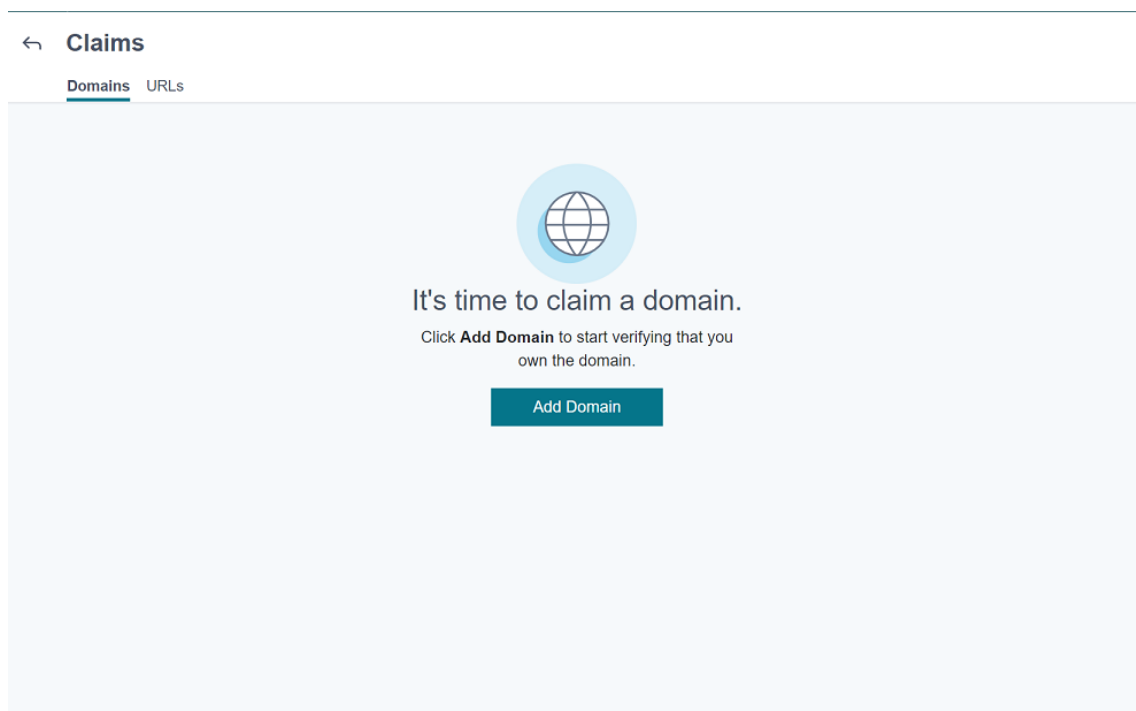 Claims
Domains URLs
It's time to claim a domain.
Click Add Domain to start verifying that you
own the domain.
Add Domain